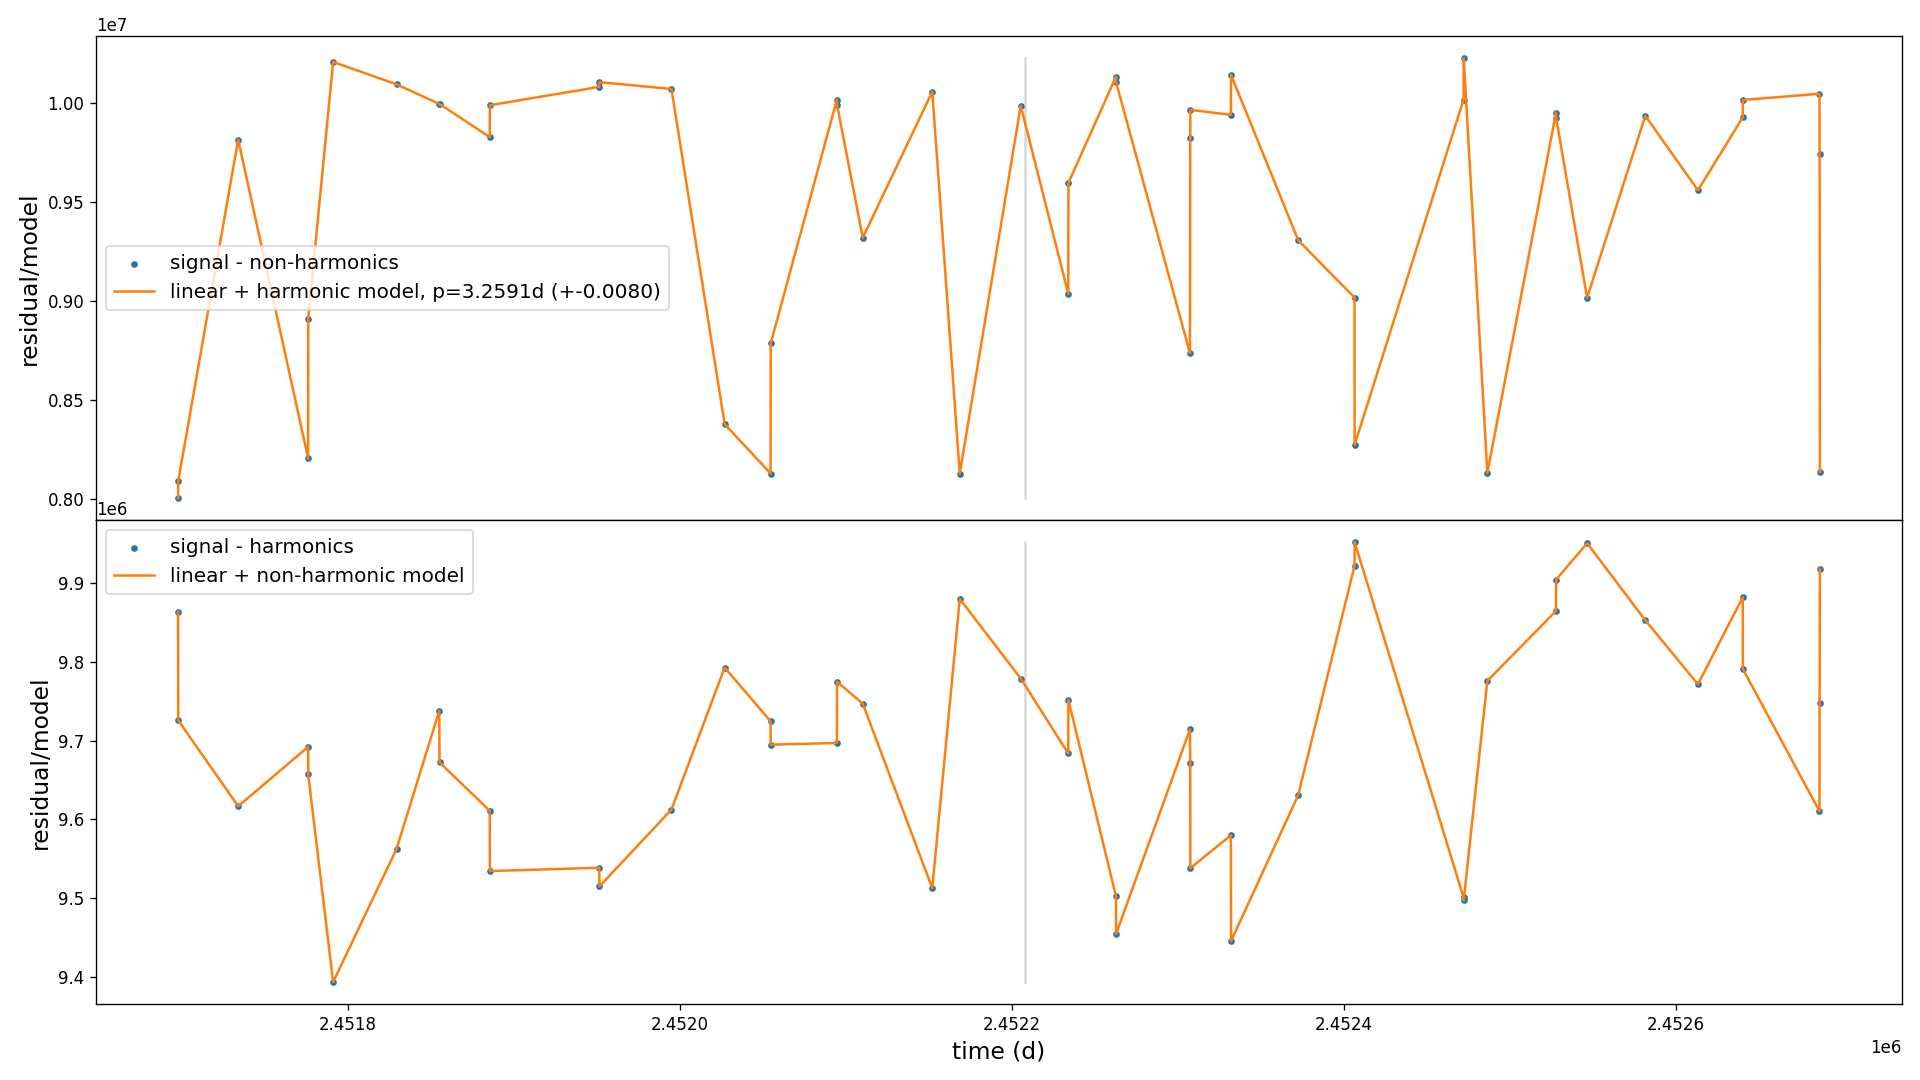 1e7
1.00
0.95
0.90
0.85
0.80
residual/model
signal - non-harmonics
linear + harmonic model, p=3.2591d (+-0.0080)
1e6
9.9
9.8
9.7
9.6
9.5
9.4
residual/model
signal - harmonics
linear + non-harmonic model
2.4518
2.4520
2.4522
2.4524
2.4526
time (d)
1e6